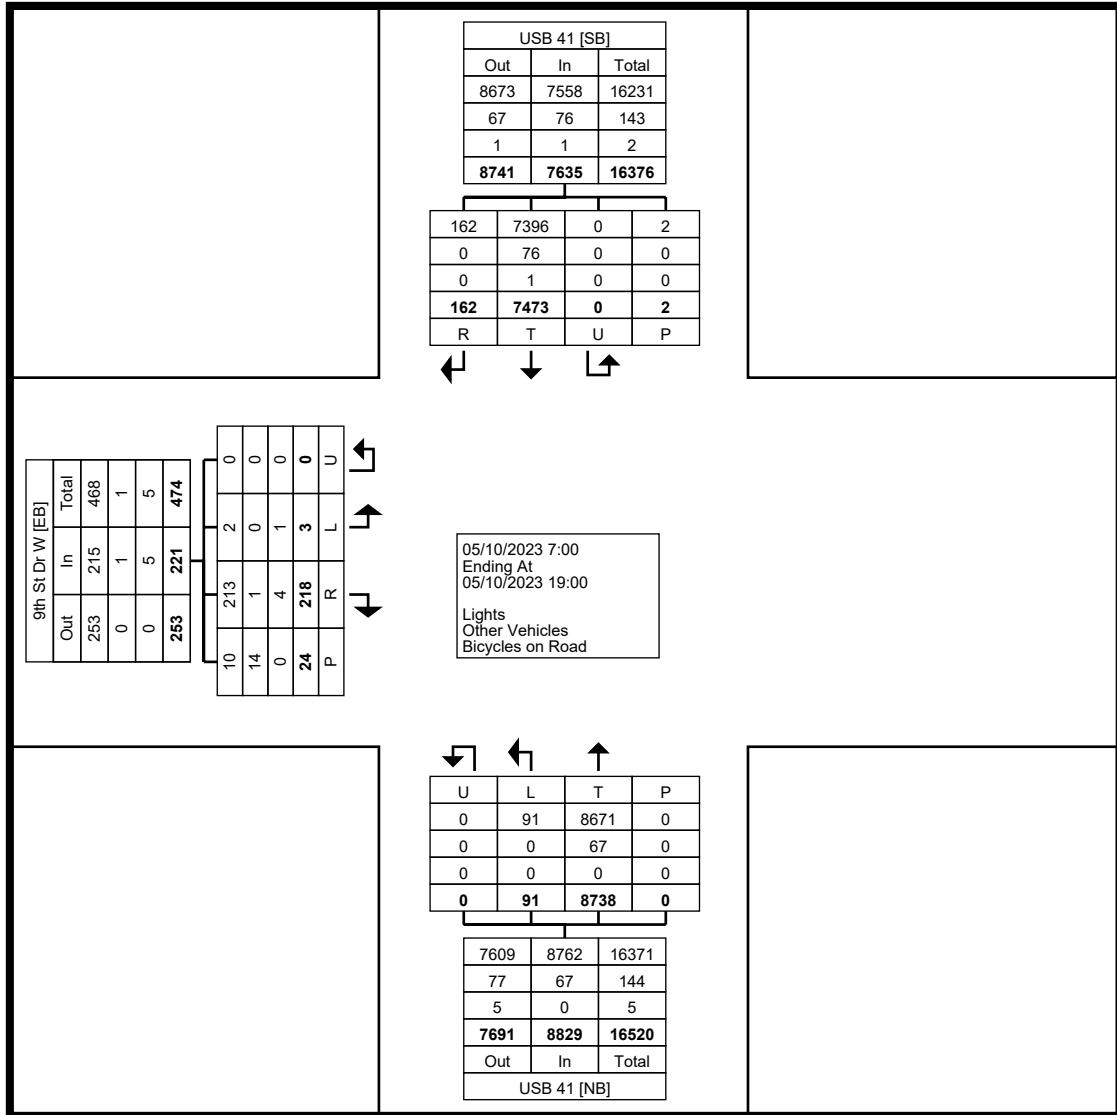 USB 41 [SB]
Out In Total
8673 7558 16231
67 76 143
1 1 2
8741 7635 16376
162 7396 0 2
0 76 0 0
0 1 0 0
162 7473 0 2
R T U P
9th St Dr W [EB]
Out In Total
253 215 468
0 1 1
0 5 5
253 221 474
10 213 2 0
14 1 0 0
0 4 1 0
24 218 3 0
P R L U
05/10/2023 7:00
Ending At
05/10/2023 19:00
Lights
Other Vehicles
Bicycles on Road
U L T P
0 91 8671 0
0 0 67 0
0 0 0 0
0 91 8738 0
7609 8762 16371
77 67 144
5 0 5
7691 8829 16520
Out In Total
USB 41 [NB]